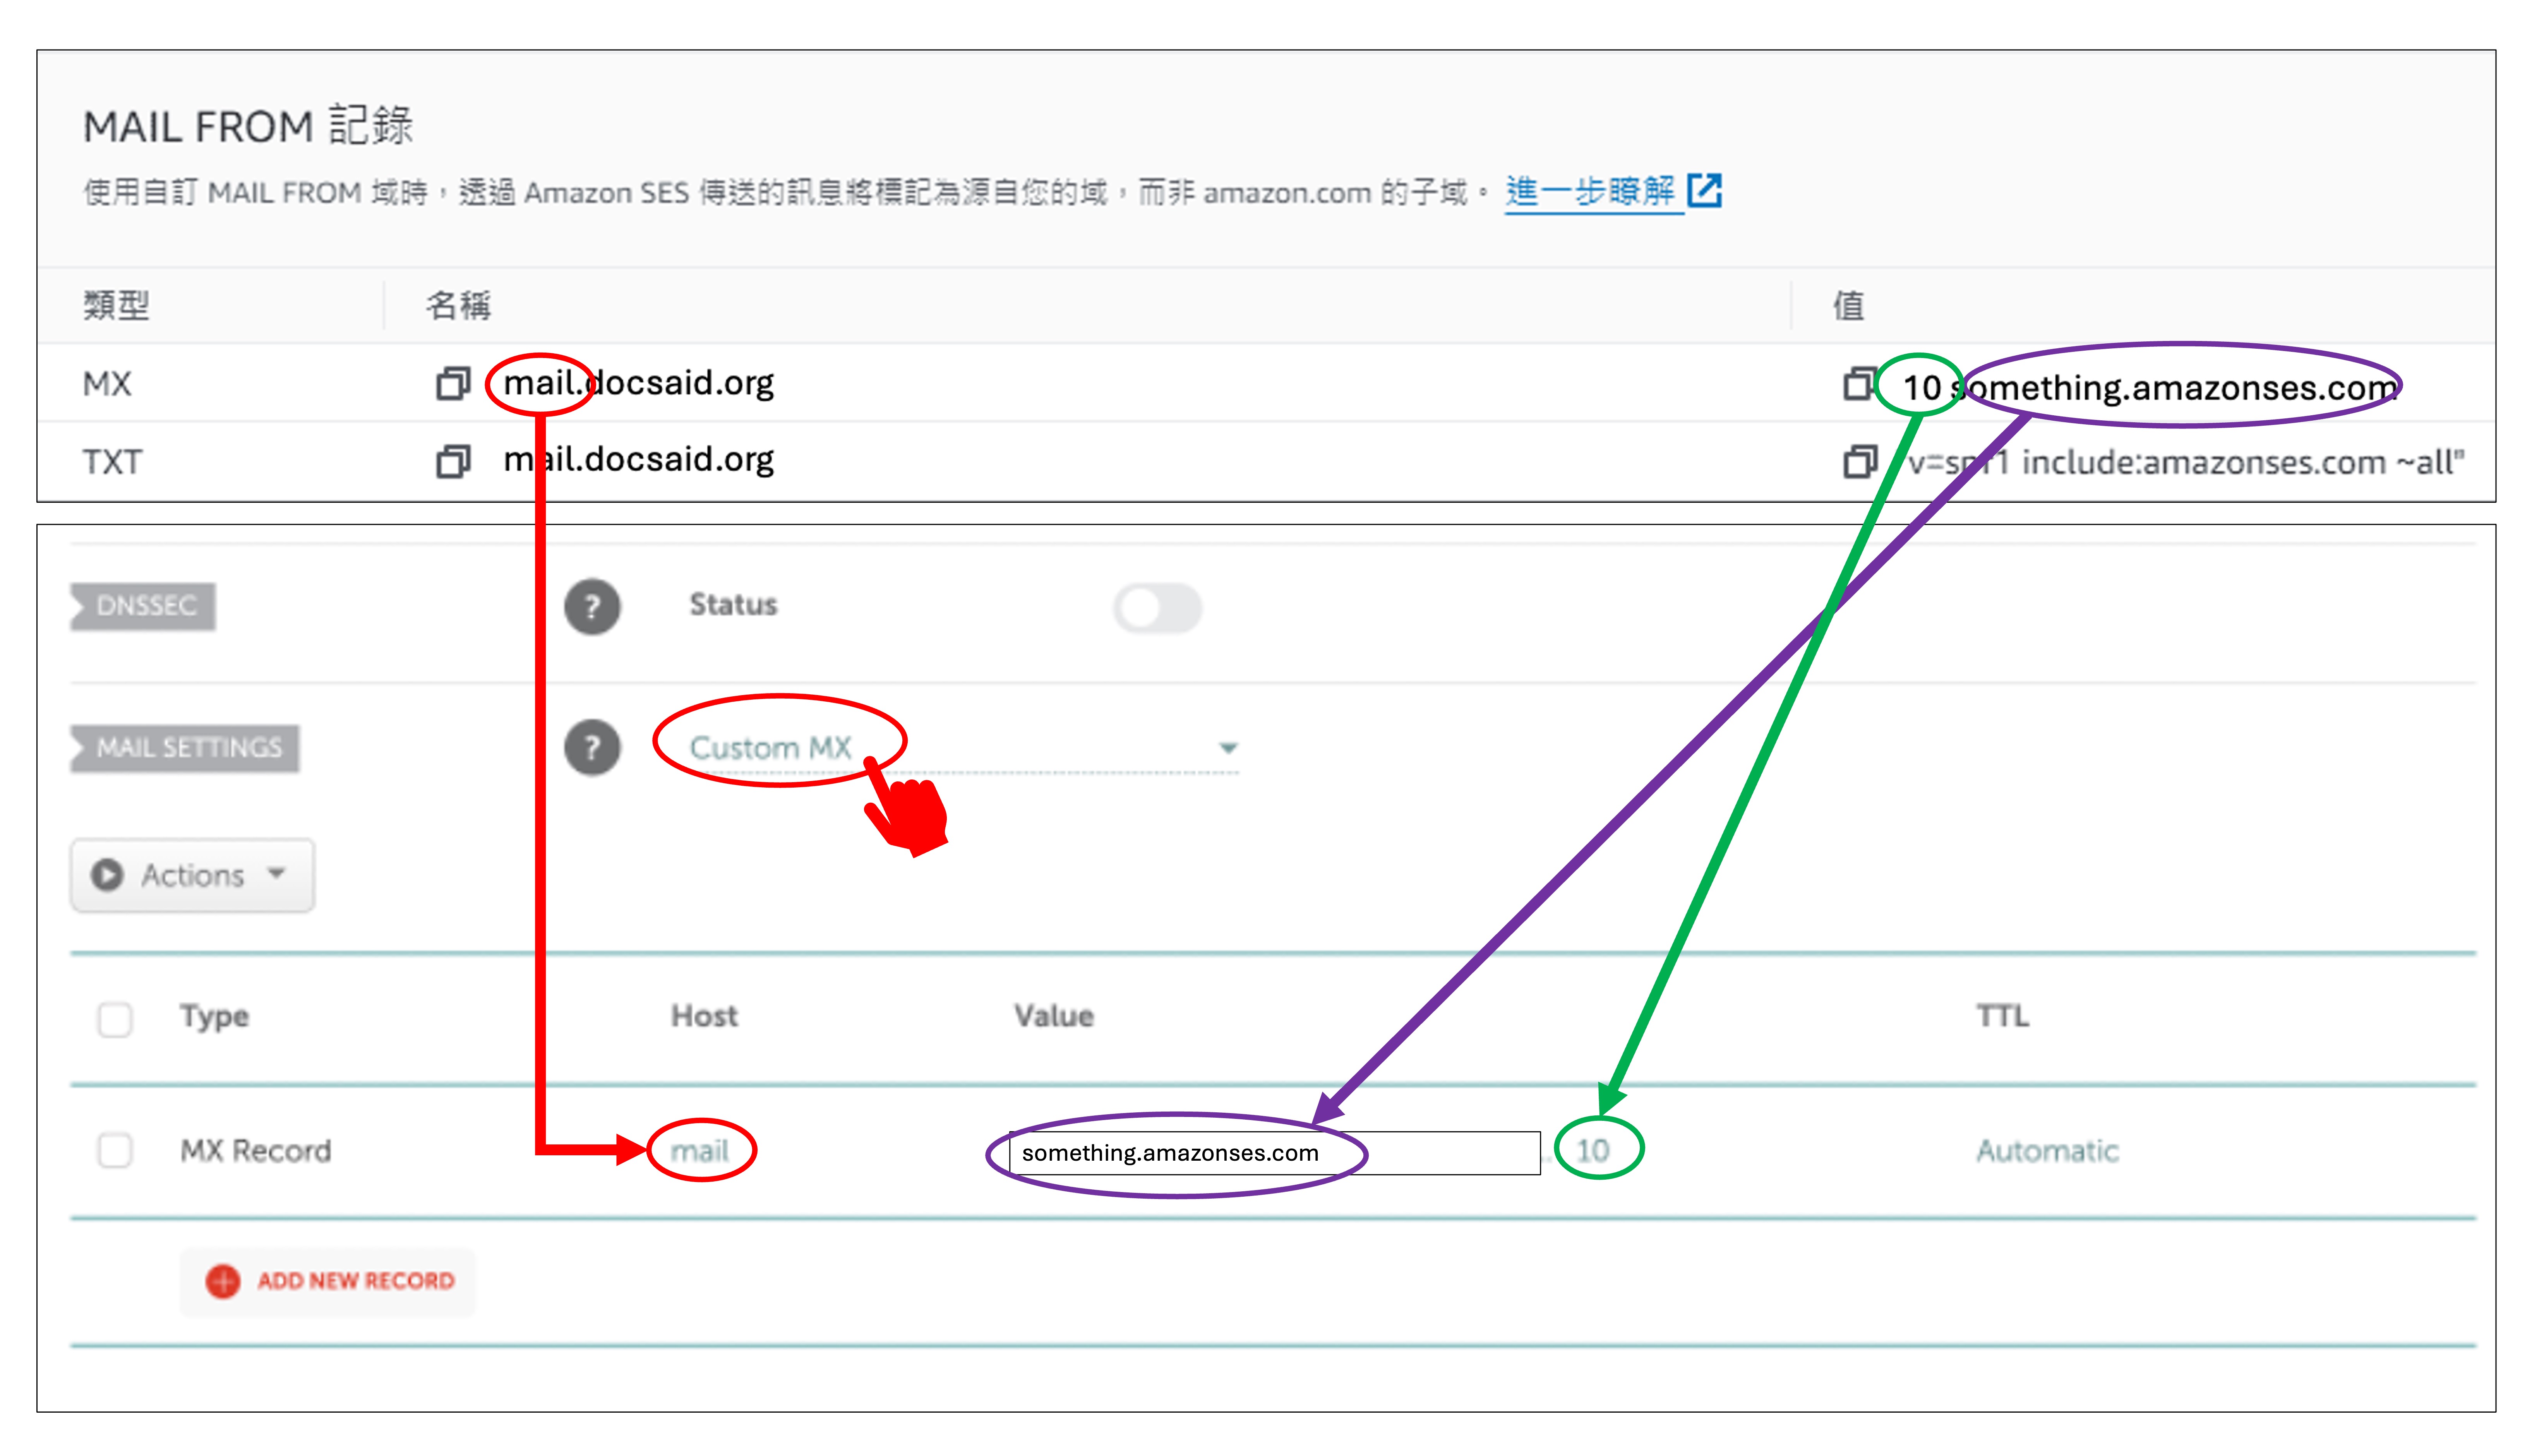 MAIL FROM 記錄
使用自訂 MAIL FROM 域時，透過 Amazon SES 傳送的訊息將標記為源自您的域，而非 amazon.com 的子域。 進一步瞭解
類型 名稱 值
MX mail.docsaid.org 10 something.amazonses.com
TXT mail.docsaid.org v=spf1 include:amazonses.com ~all"
DNSSEC ? Status
MAIL SETTINGS ? Custom MX
Actions
Type Host Value TTL
MX Record mail something.amazonses.com 10 Automatic
ADD NEW RECORD